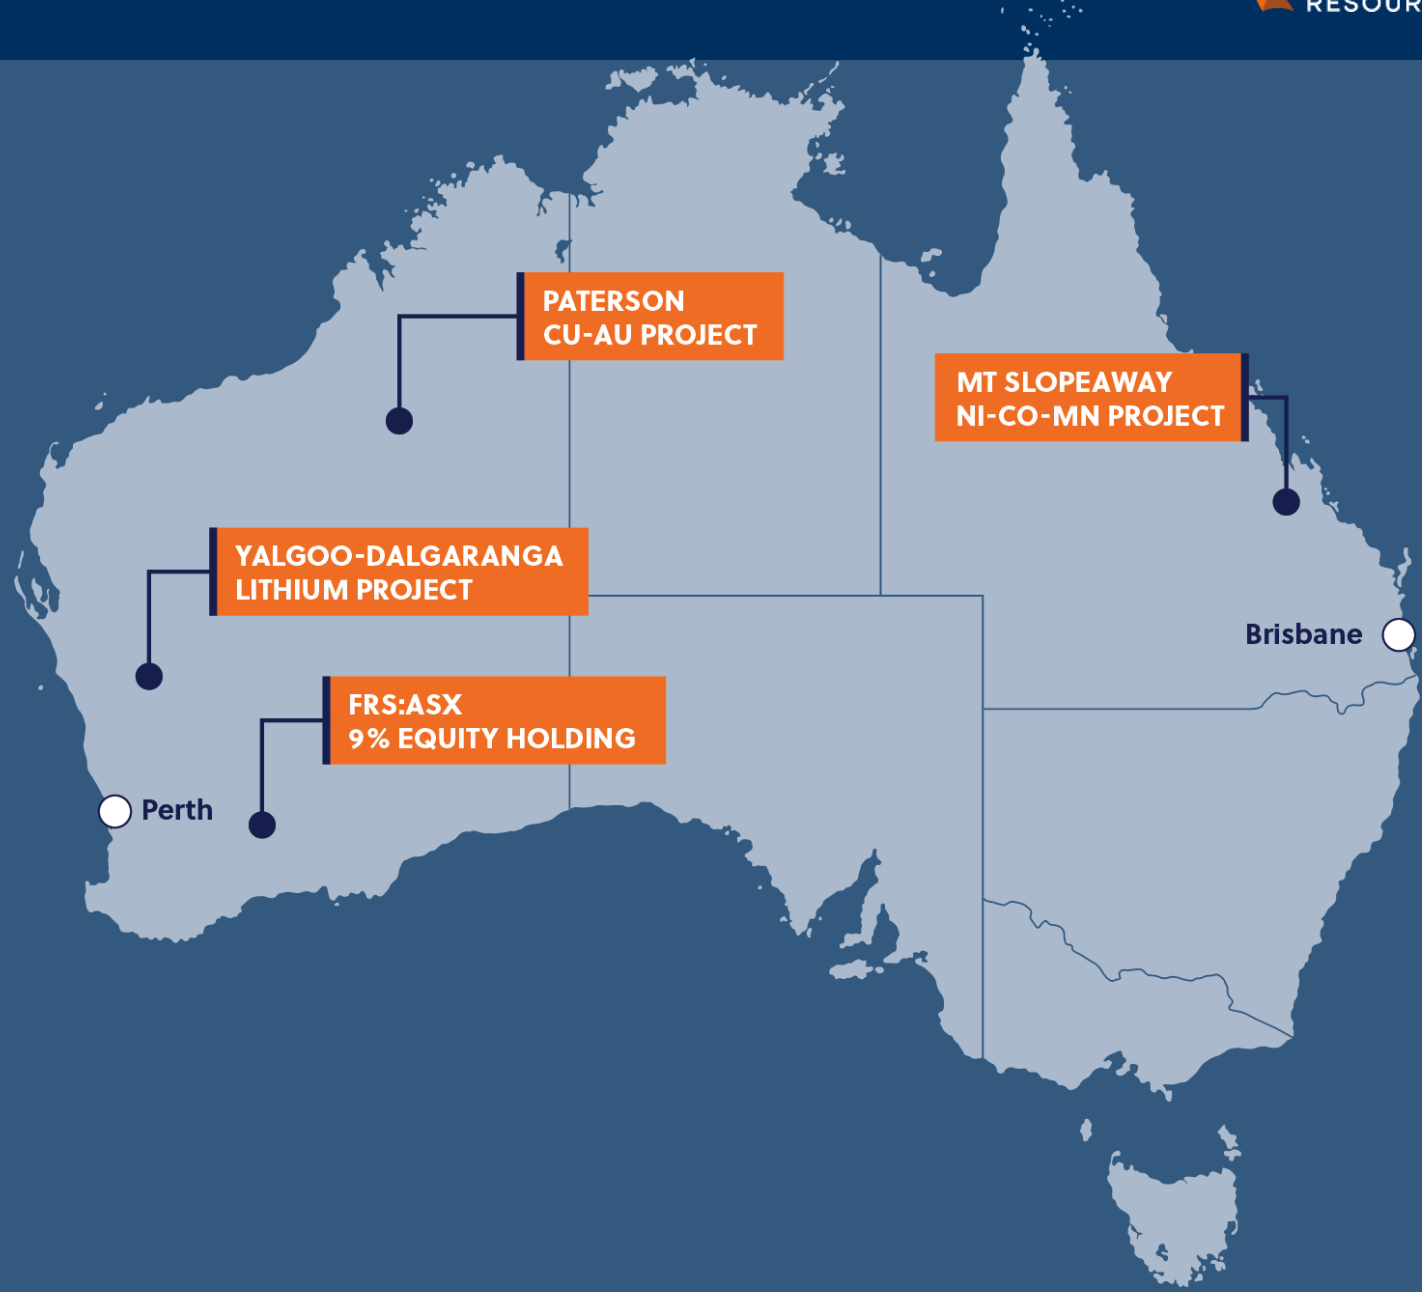 PATERSON
CU-AU PROJECT
MT SLOPEAWAY
NI-CO-MN PROJECT
YALGOO-DALGARANGA
LITHIUM PROJECT
Brisbane
FRS:ASX
9% EQUITY HOLDING
Perth